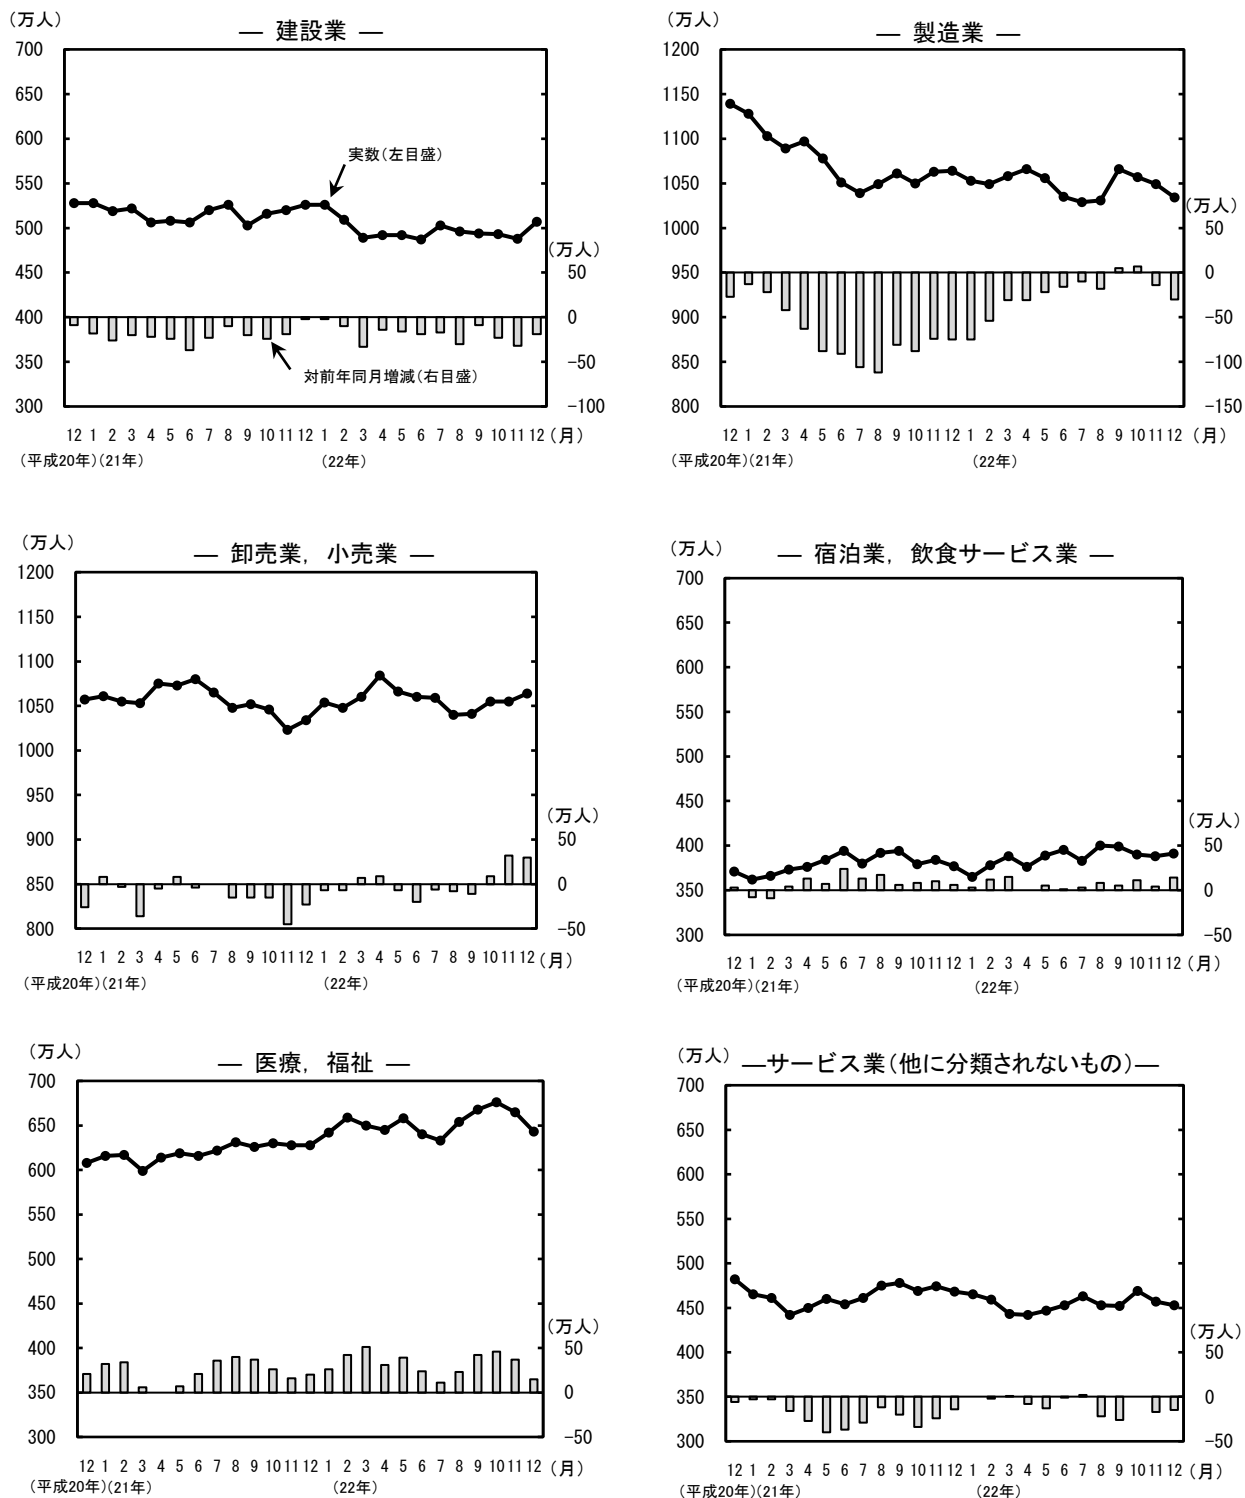 (万人)
— 建設業 —
700
650
600
550
500
450
400
350
300
実数(左目盛)
(万人)
50
0
-50
-100
対前年同月増減(右目盛)
12 1 2 3 4 5 6 7 8 9 10 11 12 1 2 3 4 5 6 7 8 9 10 11 12 (月)
(平成20年)(21年) (22年)
(万人)
— 製造業 —
1200
1150
1100
1050
1000
950
900
850
800
(万人)
50
0
-50
-100
-150
12 1 2 3 4 5 6 7 8 9 10 11 12 1 2 3 4 5 6 7 8 9 10 11 12 (月)
(平成20年)(21年) (22年)
(万人)
— 卸売業, 小売業 —
1200
1150
1100
1050
1000
950
900
850
800
(万人)
50
0
-50
12 1 2 3 4 5 6 7 8 9 10 11 12 1 2 3 4 5 6 7 8 9 10 11 12 (月)
(平成20年)(21年) (22年)
(万人)
— 宿泊業, 飲食サービス業 —
700
650
600
550
500
450
400
350
300
(万人)
50
0
-50
12 1 2 3 4 5 6 7 8 9 10 11 12 1 2 3 4 5 6 7 8 9 10 11 12 (月)
(平成20年)(21年) (22年)
(万人)
— 医療, 福祉 —
700
650
600
550
500
450
400
350
300
(万人)
50
0
-50
12 1 2 3 4 5 6 7 8 9 10 11 12 1 2 3 4 5 6 7 8 9 10 11 12 (月)
(平成20年)(21年) (22年)
(万人)
—サービス業(他に分類されないもの)—
700
650
600
550
500
450
400
350
300
(万人)
50
0
-50
12 1 2 3 4 5 6 7 8 9 10 11 12 1 2 3 4 5 6 7 8 9 10 11 12 (月)
(平成20年)(21年) (22年)